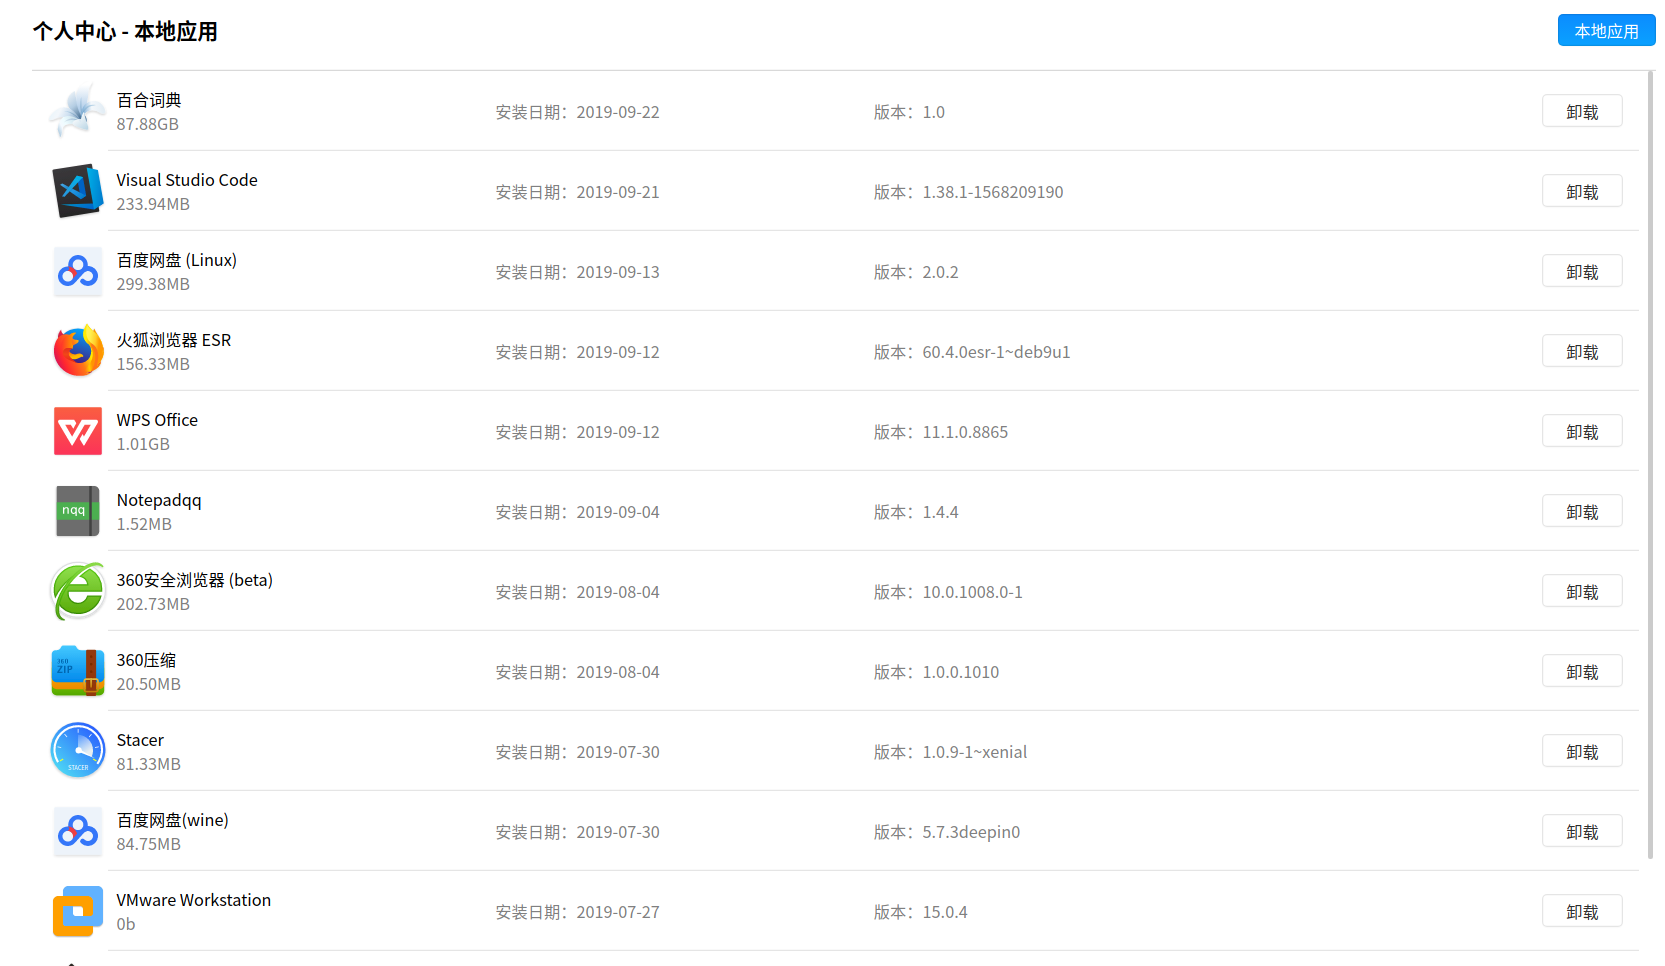 个人中心 - 本地应用
本地应用
百合词典
87.88GB
安装日期：2019-09-22
版本：1.0
卸载
Visual Studio Code
233.94MB
安装日期：2019-09-21
版本：1.38.1-1568209190
卸载
百度网盘 (Linux)
299.38MB
安装日期：2019-09-13
版本：2.0.2
卸载
火狐浏览器 ESR
156.33MB
安装日期：2019-09-12
版本：60.4.0esr-1~deb9u1
卸载
WPS Office
1.01GB
安装日期：2019-09-12
版本：11.1.0.8865
卸载
nqq
Notepadqq
1.52MB
安装日期：2019-09-04
版本：1.4.4
卸载
360安全浏览器 (beta)
202.73MB
安装日期：2019-08-04
版本：10.0.1008.0-1
卸载
360
ZIP
360压缩
20.50MB
安装日期：2019-08-04
版本：1.0.0.1010
卸载
STACER
Stacer
81.33MB
安装日期：2019-07-30
版本：1.0.9-1~xenial
卸载
百度网盘(wine)
84.75MB
安装日期：2019-07-30
版本：5.7.3deepin0
卸载
VMware Workstation
0b
安装日期：2019-07-27
版本：15.0.4
卸载